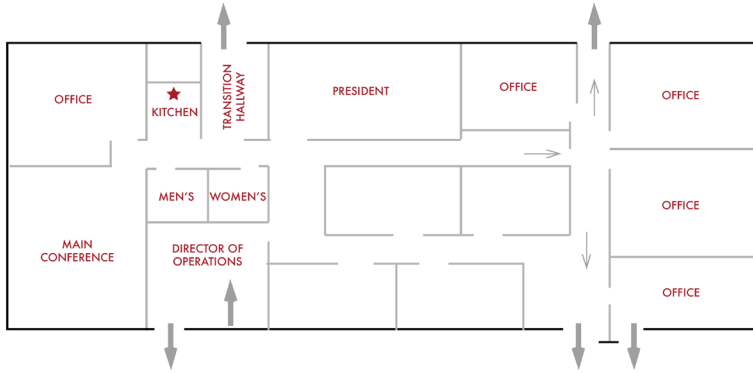 OFFICE
KITCHEN
TRANSITION
HALLWAY
PRESIDENT
OFFICE
OFFICE
MEN'S
WOMEN'S
OFFICE
MAIN
CONFERENCE
DIRECTOR OF
OPERATIONS
OFFICE